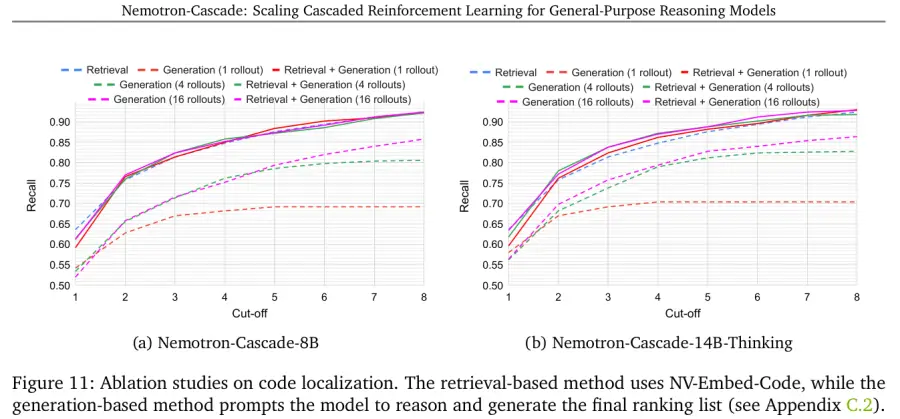 Nemotron-Cascade: Scaling Cascaded Reinforcement Learning for General-Purpose Reasoning Models
Retrieval Generation (1 rollout) Retrieval + Generation (1 rollout)
Generation (4 rollouts) Retrieval + Generation (4 rollouts)
Generation (16 rollouts) Retrieval + Generation (16 rollouts)
0.90
0.85
0.80
0.75
0.70
0.65
0.60
0.55
0.50
Recall
1 2 3 4 5 6 7 8
Cut-off
(a) Nemotron-Cascade-8B
Retrieval Generation (1 rollout) Retrieval + Generation (1 rollout)
Generation (4 rollouts) Retrieval + Generation (4 rollouts)
Generation (16 rollouts) Retrieval + Generation (16 rollouts)
0.90
0.85
0.80
0.75
0.70
0.65
0.60
0.55
0.50
Recall
1 2 3 4 5 6 7 8
Cut-off
(b) Nemotron-Cascade-14B-Thinking
Figure 11: Ablation studies on code localization. The retrieval-based method uses NV-Embed-Code, while the
generation-based method prompts the model to reason and generate the final ranking list (see Appendix C.2).